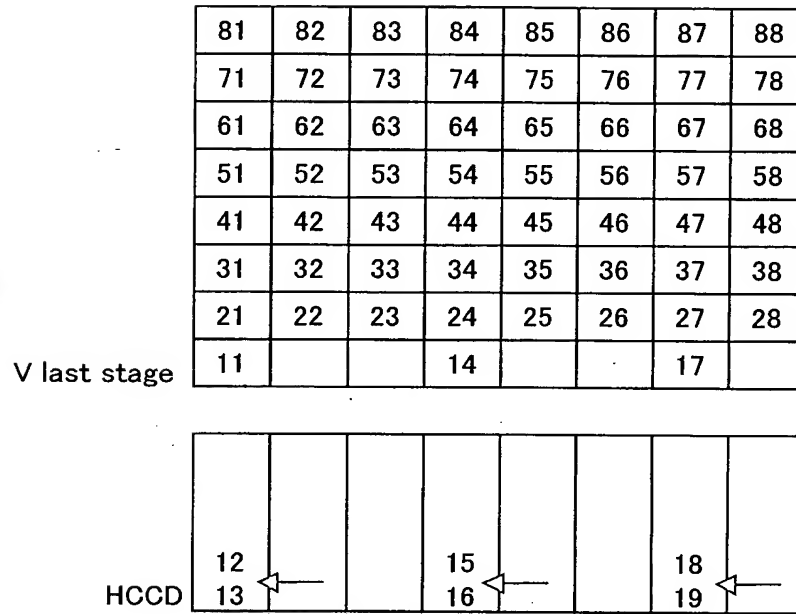 81 82 83 84 85 86 87 88
71 72 73 74 75 76 77 78
61 62 63 64 65 66 67 68
51 52 53 54 55 56 57 58
41 42 43 44 45 46 47 48
31 32 33 34 35 36 37 38
21 22 23 24 25 26 27 28
V last stage 11 14 17
12 15 18
HCCD 13 16 19